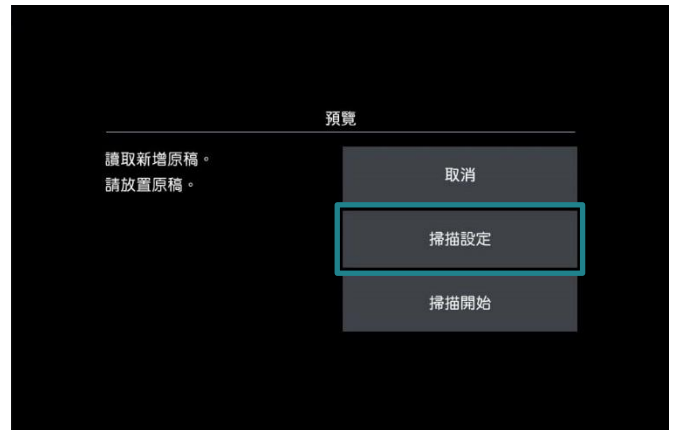 預覽
讀取新增原稿。
請放置原稿。
取消
掃描設定
掃描開始